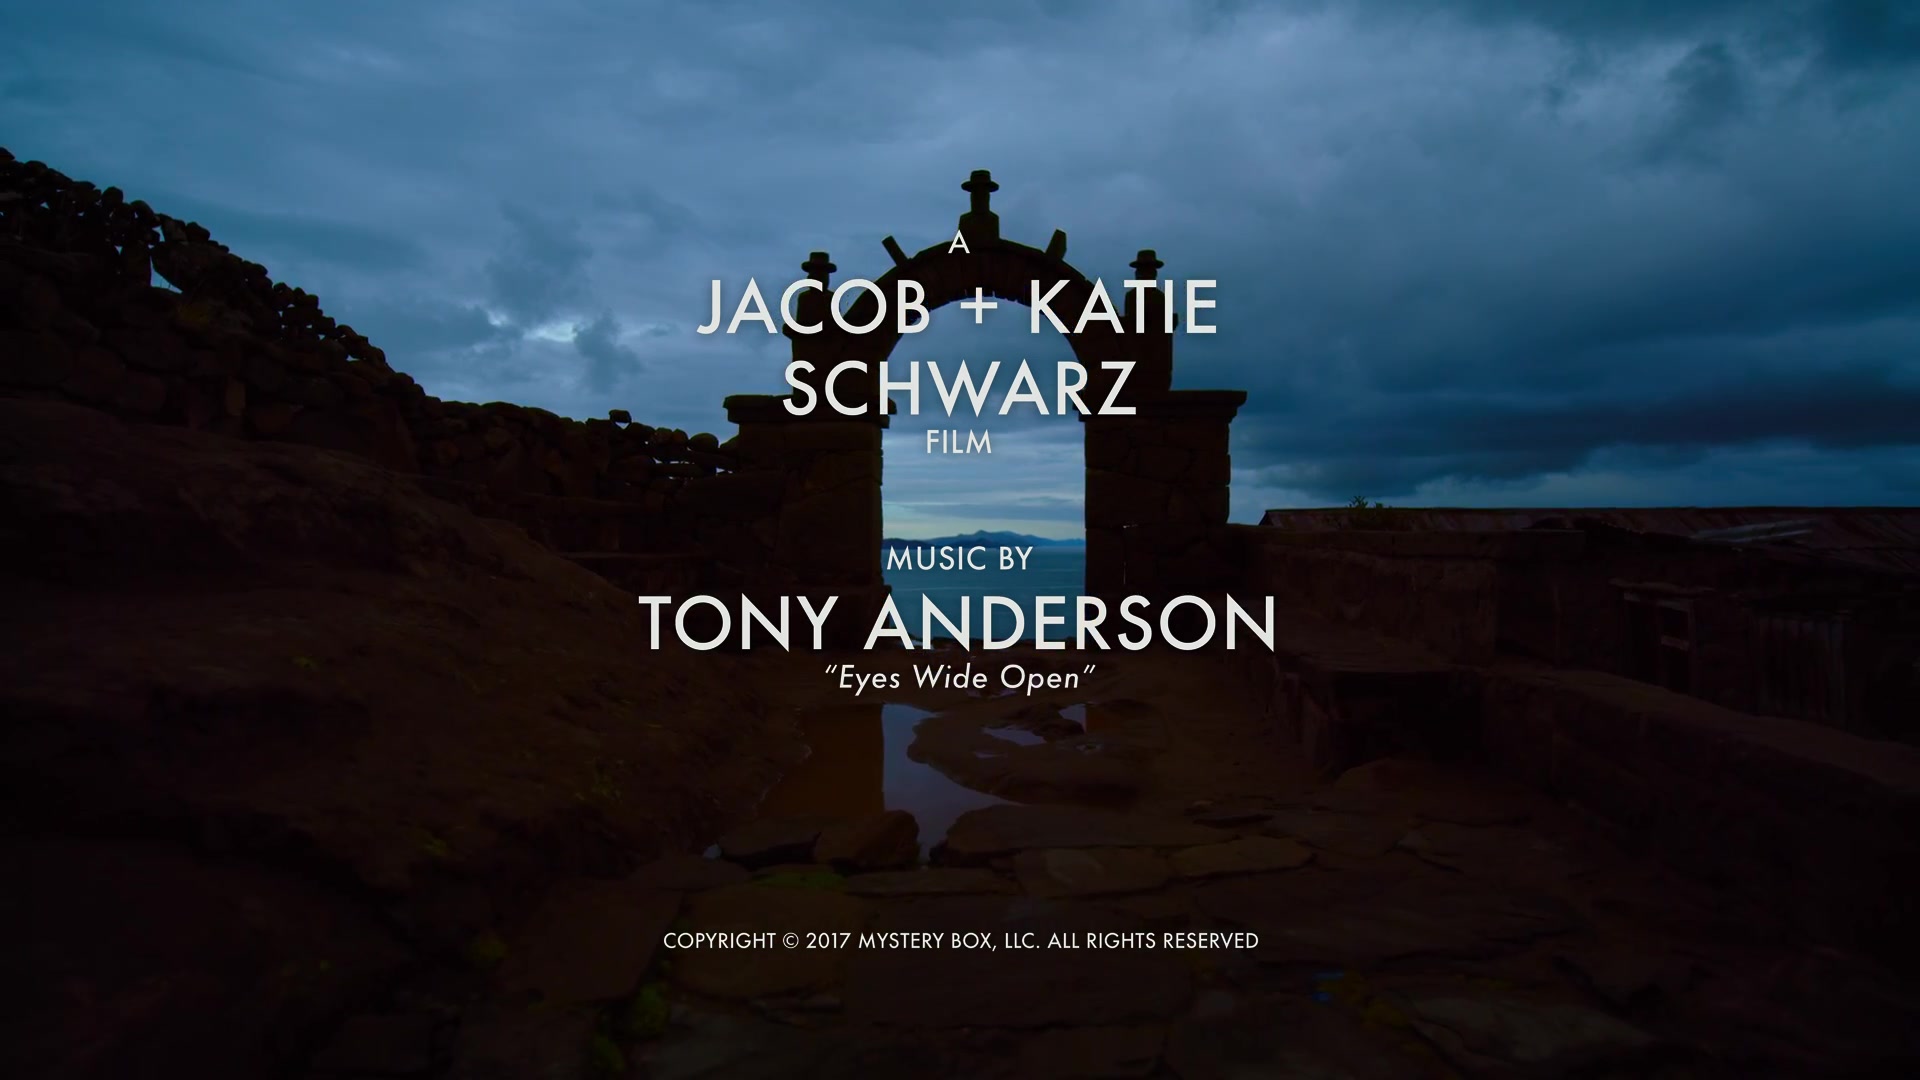 A
JACOB + KATIE
SCHWARZ
FILM
MUSIC BY
TONY ANDERSON
“Eyes Wide Open”
COPYRIGHT © 2017 MYSTERY BOX, LLC. ALL RIGHTS RESERVED